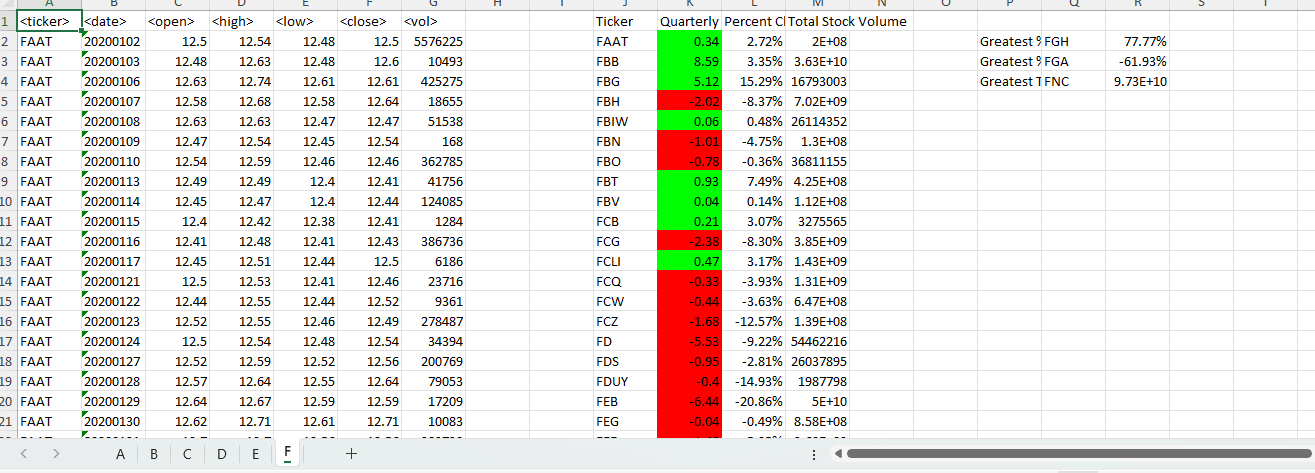 A B C D E F G H I J K L M N O P Q R S T
1 <ticker> <date> <open> <high> <low> <close> <vol> Ticker Quarterly Percent C Total Stock Volume
2 FAAT 20200102 12.5 12.54 12.48 12.5 5576225 FAAT 0.34 2.72% 2E+08 Greatest % FGH 77.77%
3 FAAT 20200103 12.48 12.63 12.48 12.6 10493 FBB 8.59 3.35% 3.63E+10 Greatest % FGA -61.93%
4 FAAT 20200106 12.63 12.74 12.61 12.61 425275 FBG 5.12 15.29% 16793003 Greatest T FNC 9.73E+10
5 FAAT 20200107 12.58 12.68 12.58 12.64 18655 FBH -2.02 -8.37% 7.02E+09
6 FAAT 20200108 12.63 12.63 12.47 12.47 51538 FBIW 0.06 0.48% 26114352
7 FAAT 20200109 12.47 12.54 12.45 12.54 168 FBN -1.01 -4.75% 1.3E+08
8 FAAT 20200110 12.54 12.59 12.46 12.46 362785 FBO -0.78 -0.36% 36811155
9 FAAT 20200113 12.49 12.49 12.4 12.41 41756 FBT 0.93 7.49% 4.25E+08
10 FAAT 20200114 12.45 12.47 12.4 12.44 124085 FBV 0.04 0.14% 1.12E+08
11 FAAT 20200115 12.4 12.42 12.38 12.41 1284 FCB 0.21 3.07% 3275565
12 FAAT 20200116 12.41 12.48 12.41 12.43 386736 FCG -2.38 -8.30% 3.85E+09
13 FAAT 20200117 12.45 12.51 12.44 12.5 6186 FCLI 0.47 3.17% 1.43E+09
14 FAAT 20200121 12.5 12.53 12.41 12.46 23716 FCQ -0.33 -3.93% 1.31E+09
15 FAAT 20200122 12.44 12.55 12.44 12.52 9361 FCW -0.44 -3.63% 6.47E+08
16 FAAT 20200123 12.52 12.55 12.46 12.49 278487 FCZ -1.68 -12.57% 1.39E+08
17 FAAT 20200124 12.5 12.54 12.48 12.54 34394 FD -5.53 -9.22% 54462216
18 FAAT 20200127 12.52 12.59 12.52 12.56 200769 FDS -0.95 -2.81% 26037895
19 FAAT 20200128 12.57 12.64 12.55 12.64 79053 FDUY -0.4 -14.93% 1987798
20 FAAT 20200129 12.64 12.67 12.59 12.59 17209 FEB -6.44 -20.86% 5E+10
21 FAAT 20200130 12.62 12.71 12.61 12.71 10083 FEG -0.04 -0.49% 8.58E+08
A B C D E F +